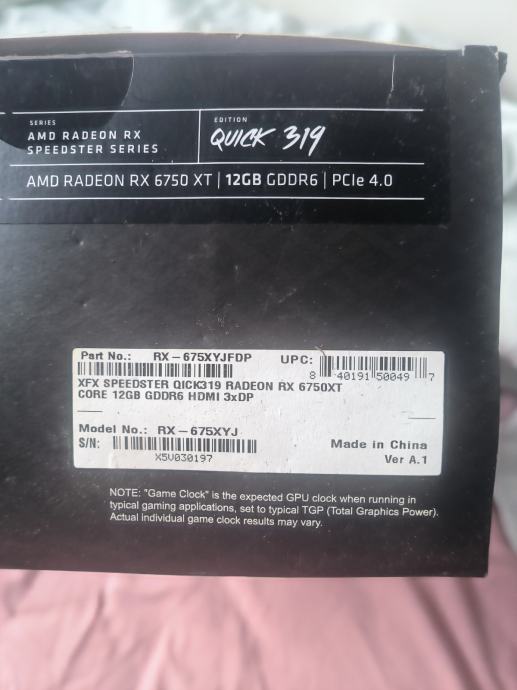 SERIES
AMD RADEON RX
SPEEDSTER SERIES
EDITION
QUICK 319
AMD RADEON RX 6750 XT | 12GB GDDR6 | PCIe 4.0
Part No.: RX-675XYJFDP UPC:
8 40191 50049 7
XFX SPEEDSTER QICK319 RADEON RX 6750XT
CORE 12GB GDDR6 HDMI 3xDP
Model No.: RX-675XYJ
S/N:
X5V030197
Made in China
Ver A.1
NOTE: "Game Clock" is the expected GPU clock when running in
typical gaming applications, set to typical TGP (Total Graphics Power).
Actual individual game clock results may vary.